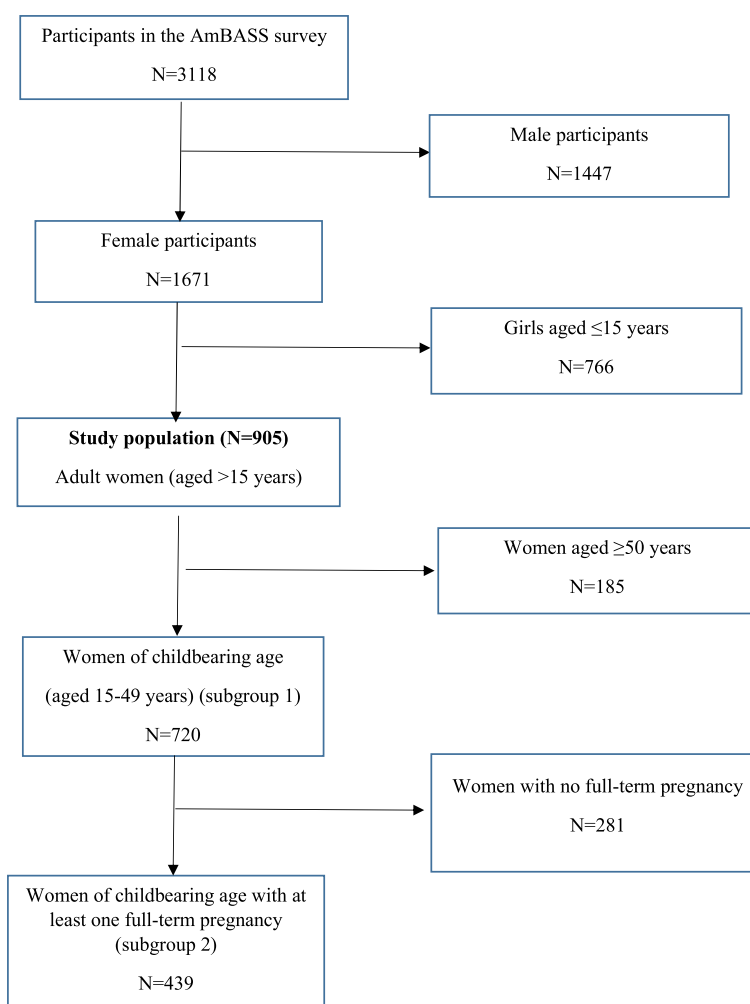 Participants in the AmBASS survey
N=3118
Male participants
N=1447
Female participants
N=1671
Girls aged ≤15 years
N=766
Study population (N=905)
Adult women (aged >15 years)
Women aged ≥50 years
N=185
Women of childbearing age
(aged 15-49 years) (subgroup 1)
N=720
Women with no full-term pregnancy
N=281
Women of childbearing age with at
least one full-term pregnancy
(subgroup 2)
N=439